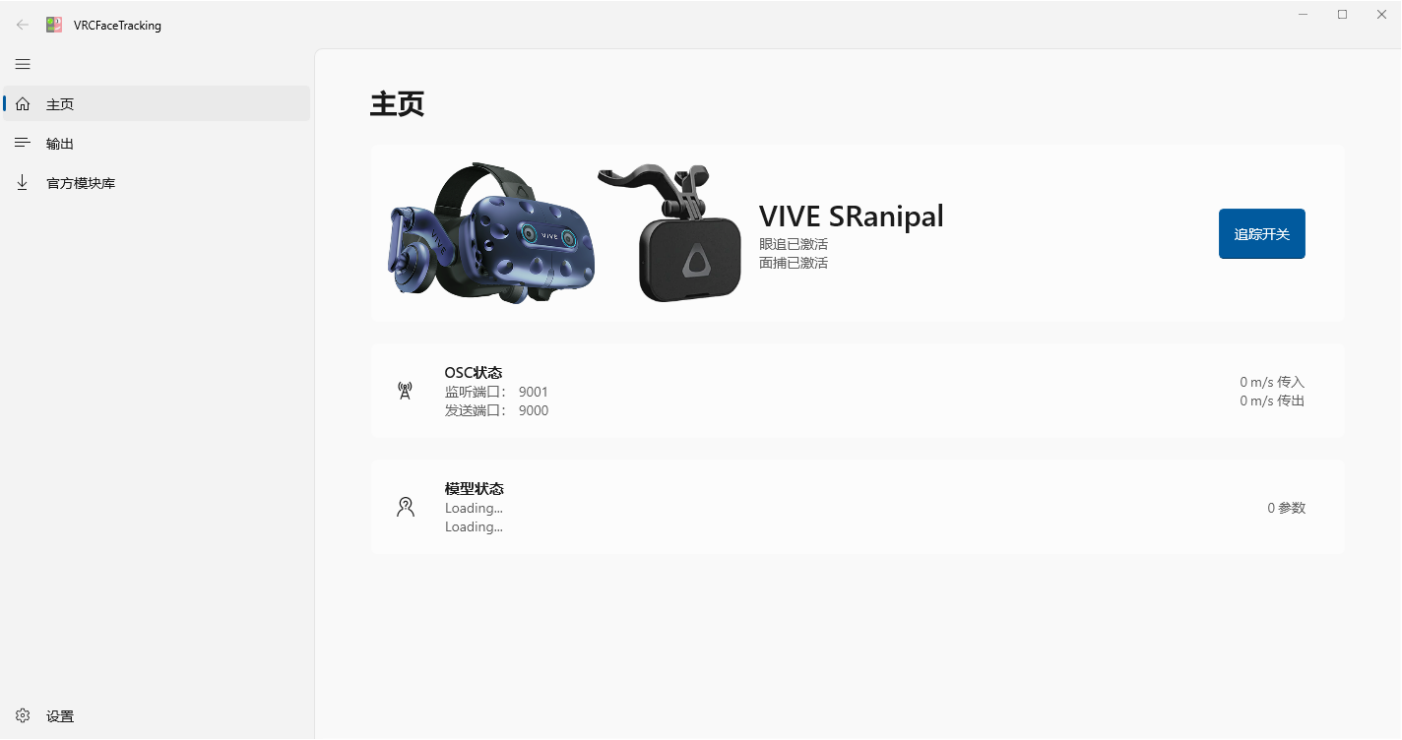 VRCFaceTracking
主页
输出
官方模块库
设置
主页
VIVE
VIVE
VIVE SRanipal
眼追已激活
面捕已激活
追踪开关
OSC状态
监听端口： 9001
发送端口： 9000
0 m/s 传入
0 m/s 传出
模型状态
Loading...
Loading...
0 参数